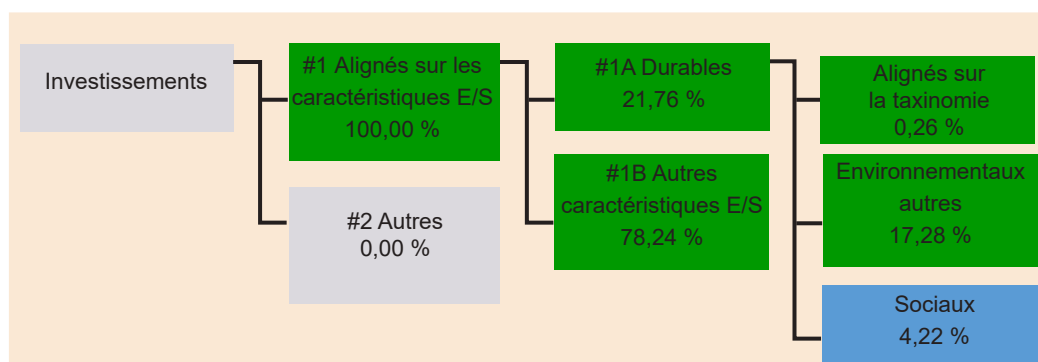 Investissements
#1 Alignés sur les
caractéristiques E/S
100,00 %
#2 Autres
0,00 %
#1A Durables
21,76 %
#1B Autres
caractéristiques E/S
78,24 %
Alignés sur
la taxinomie
0,26 %
Environnementaux
autres
17,28 %
Sociaux
4,22 %